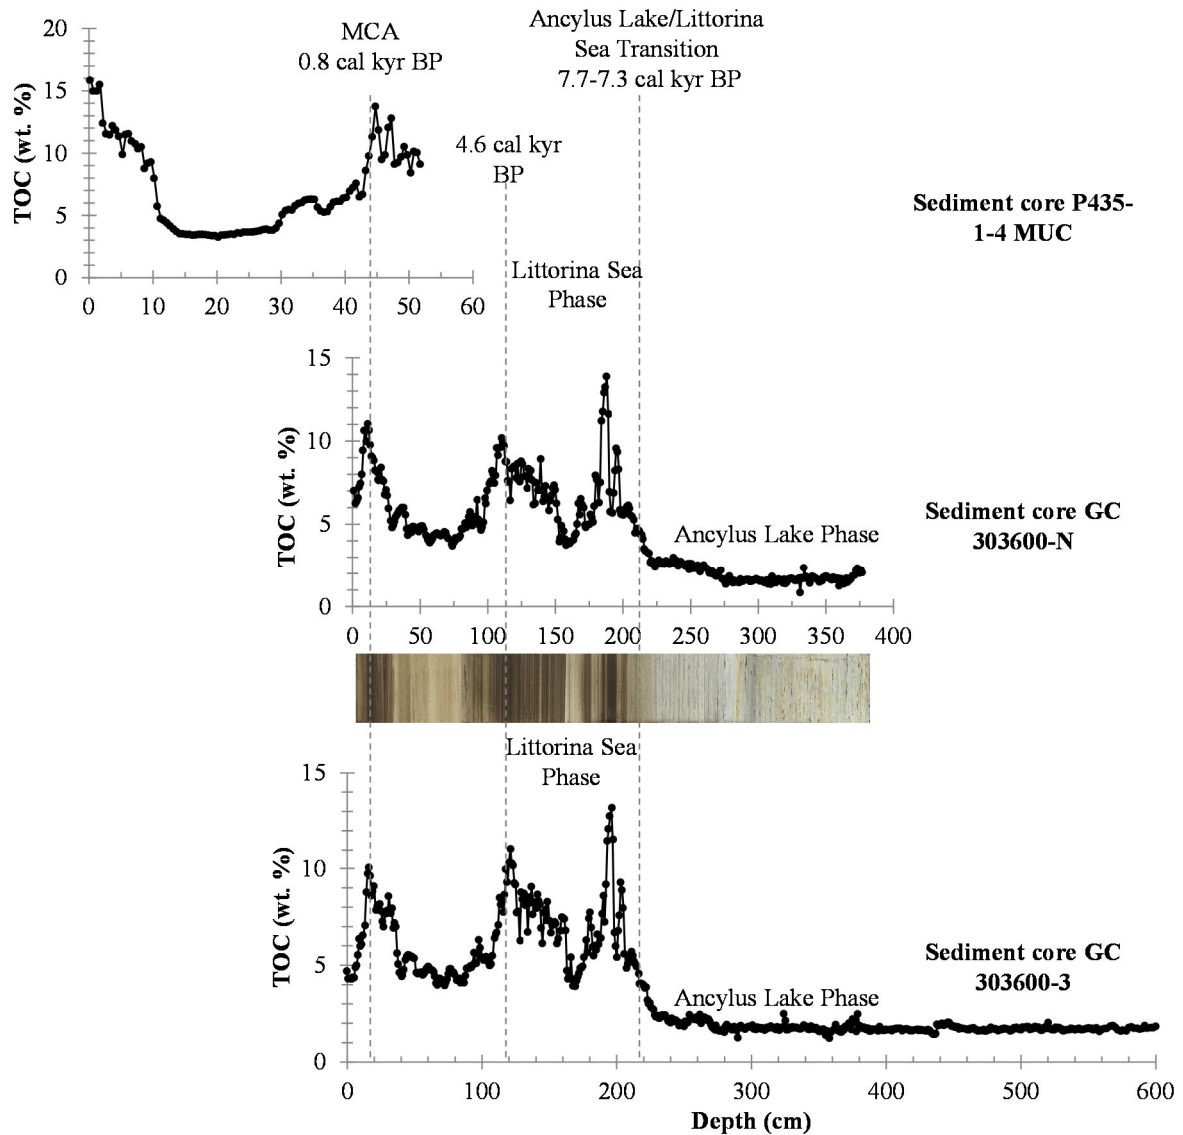 MCA
0.8 cal kyr BP
Ancylus Lake/Littorina
Sea Transition
7.7-7.3 cal kyr BP
4.6 cal kyr
BP
TOC (wt. %)
20
15
10
5
0
0 10 20 30 40 50 60
Sediment core P435-
1-4 MUC
Littorina Sea
Phase
TOC (wt. %)
15
10
5
0
0 50 100 150 200 250 300 350 400
Ancylus Lake Phase
Sediment core GC
303600-N
Littorina Sea
Phase
TOC (wt. %)
15
10
5
0
0 100 200 300 400 500 600
Ancylus Lake Phase
Sediment core GC
303600-3
Depth (cm)